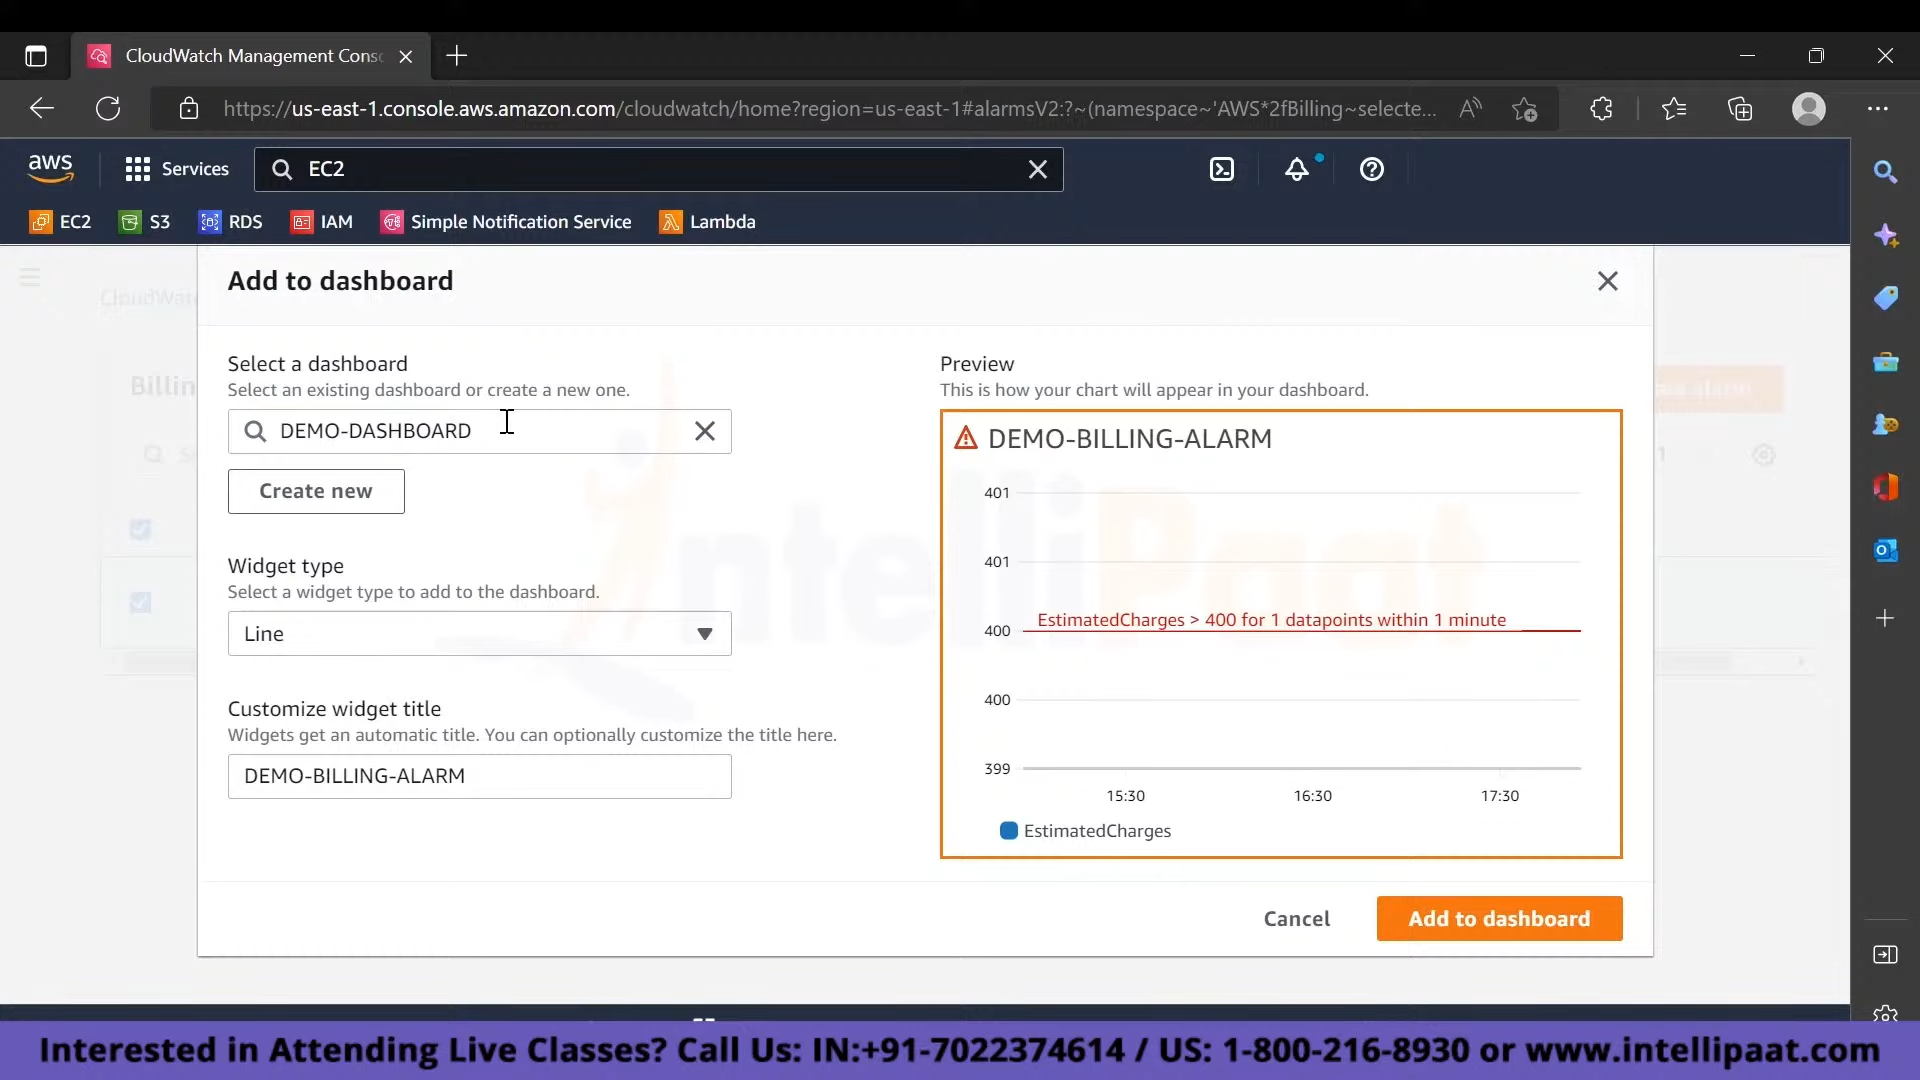 CloudWatch Management Conso
https://us-east-1.console.aws.amazon.com/cloudwatch/home?region=us-east-1#alarmsV2:?~(namespace~'AWS*2fBilling~selecte...
aws
Services
EC2
EC2
S3
RDS
IAM
Simple Notification Service
Lambda
CloudWat
Add to dashboard
Billin
Select a dashboard
Select an existing dashboard or create a new one.
DEMO-DASHBOARD
Create new
Widget type
Select a widget type to add to the dashboard.
Line
Customize widget title
Widgets get an automatic title. You can optionally customize the title here.
DEMO-BILLING-ALARM
Preview
This is how your chart will appear in your dashboard.
DEMO-BILLING-ALARM
401
401
EstimatedCharges > 400 for 1 datapoints within 1 minute
400
400
399
15:30
16:30
17:30
EstimatedCharges
IntelliPaat
Cancel
Add to dashboard
Interested in Attending Live Classes? Call Us: IN:+91-7022374614 / US: 1-800-216-8930 or www.intellipaat.com